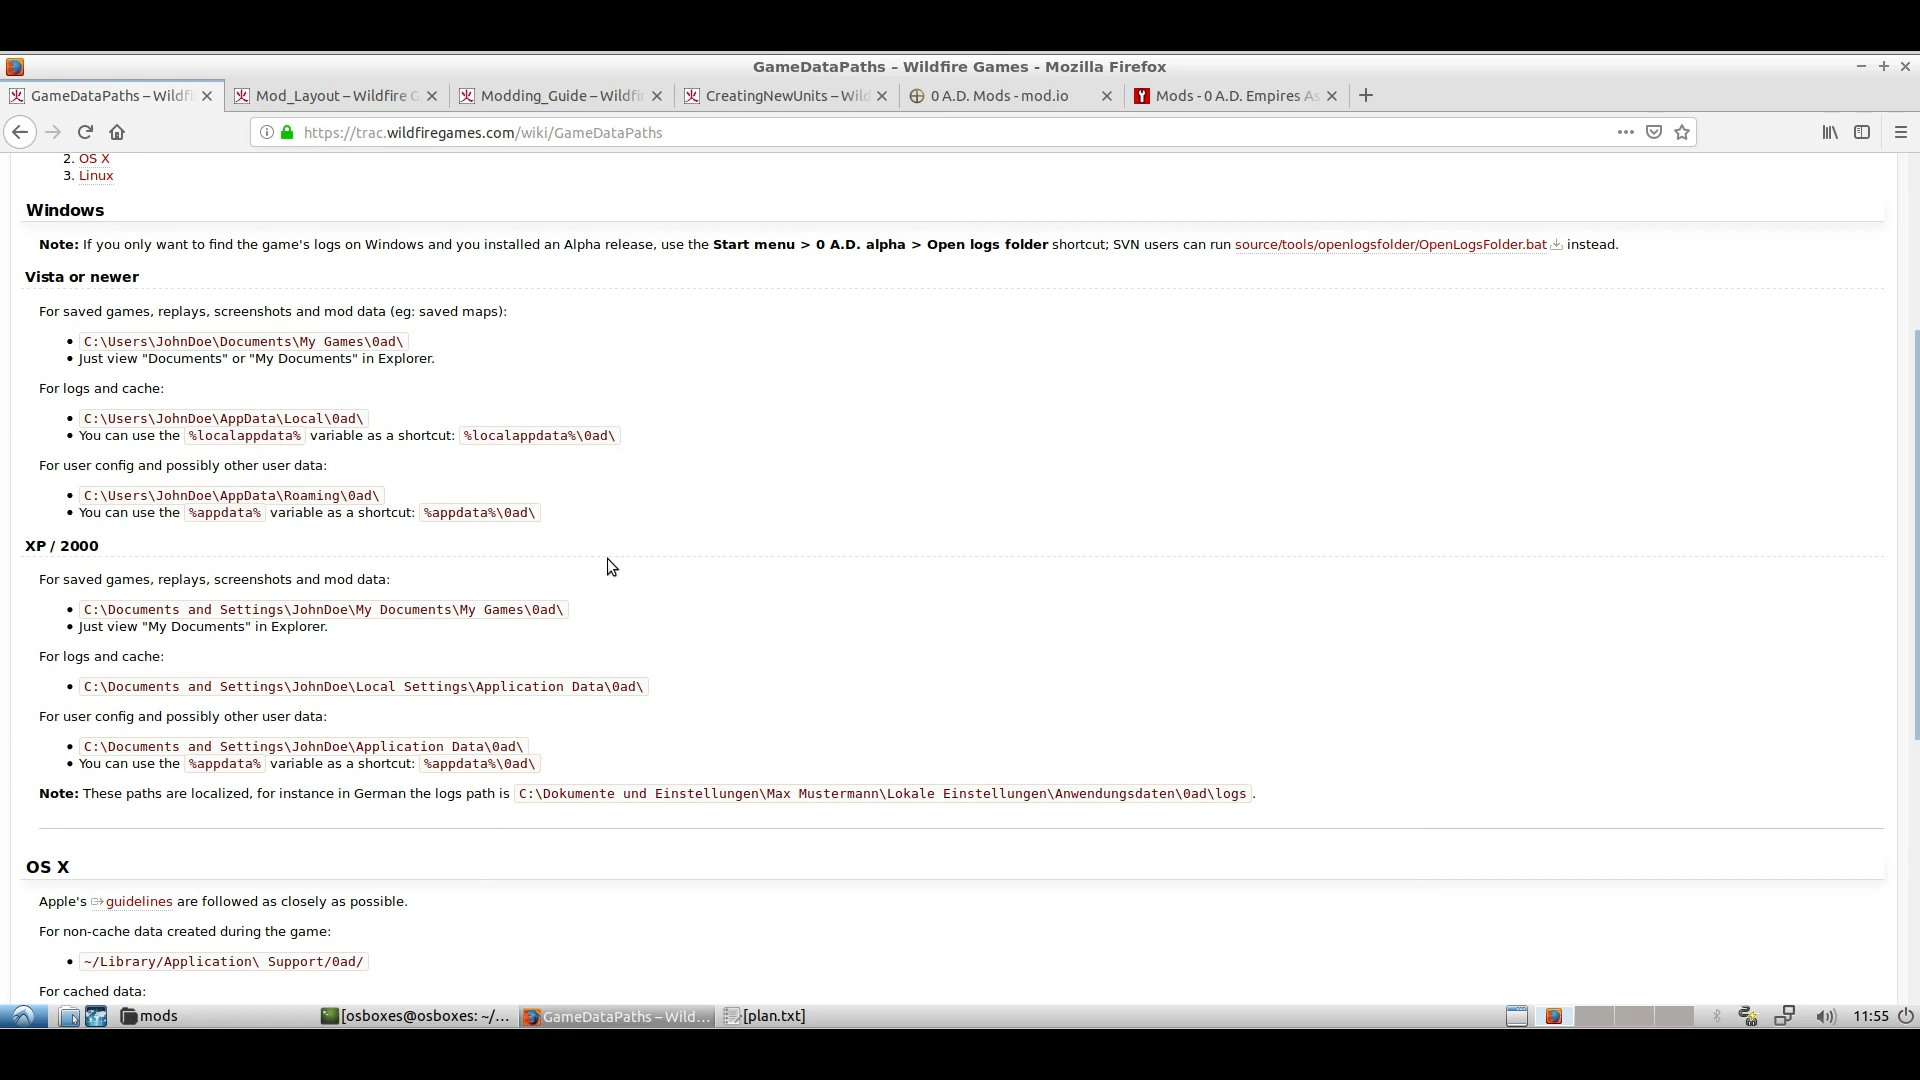 GameDataPaths – Wildfire Games - Mozilla Firefox
GameDataPaths – Wildfi
Mod_Layout – Wildfire G
Modding_Guide – Wildfir
CreatingNewUnits – Wild
0 A.D. Mods - mod.io
Mods - 0 A.D. Empires As
https://trac.wildfiregames.com/wiki/GameDataPaths
2. OS X
3. Linux
Windows
Note: If you only want to find the game's logs on Windows and you installed an Alpha release, use the Start menu > 0 A.D. alpha > Open logs folder shortcut; SVN users can run source/tools/openlogsfolder/OpenLogsFolder.bat instead.
Vista or newer
For saved games, replays, screenshots and mod data (eg: saved maps):
• C:\Users\JohnDoe\Documents\My Games\0ad\
• Just view "Documents" or "My Documents" in Explorer.
For logs and cache:
• C:\Users\JohnDoe\AppData\Local\0ad\
• You can use the %localappdata% variable as a shortcut: %localappdata%\0ad\
For user config and possibly other user data:
• C:\Users\JohnDoe\AppData\Roaming\0ad\
• You can use the %appdata% variable as a shortcut: %appdata%\0ad\
XP / 2000
For saved games, replays, screenshots and mod data:
• C:\Documents and Settings\JohnDoe\My Documents\My Games\0ad\
• Just view "My Documents" in Explorer.
For logs and cache:
• C:\Documents and Settings\JohnDoe\Local Settings\Application Data\0ad\
For user config and possibly other user data:
• C:\Documents and Settings\JohnDoe\Application Data\0ad\
• You can use the %appdata% variable as a shortcut: %appdata%\0ad\
Note: These paths are localized, for instance in German the logs path is C:\Dokumente und Einstellungen\Max Mustermann\Lokale Einstellungen\Anwendungsdaten\0ad\logs.
OS X
Apple's guidelines are followed as closely as possible.
For non-cache data created during the game:
• ~/Library/Application\ Support/0ad/
For cached data:
mods
[osboxes@osboxes: ~/...
GameDataPaths – Wild...
[plan.txt]
11:55